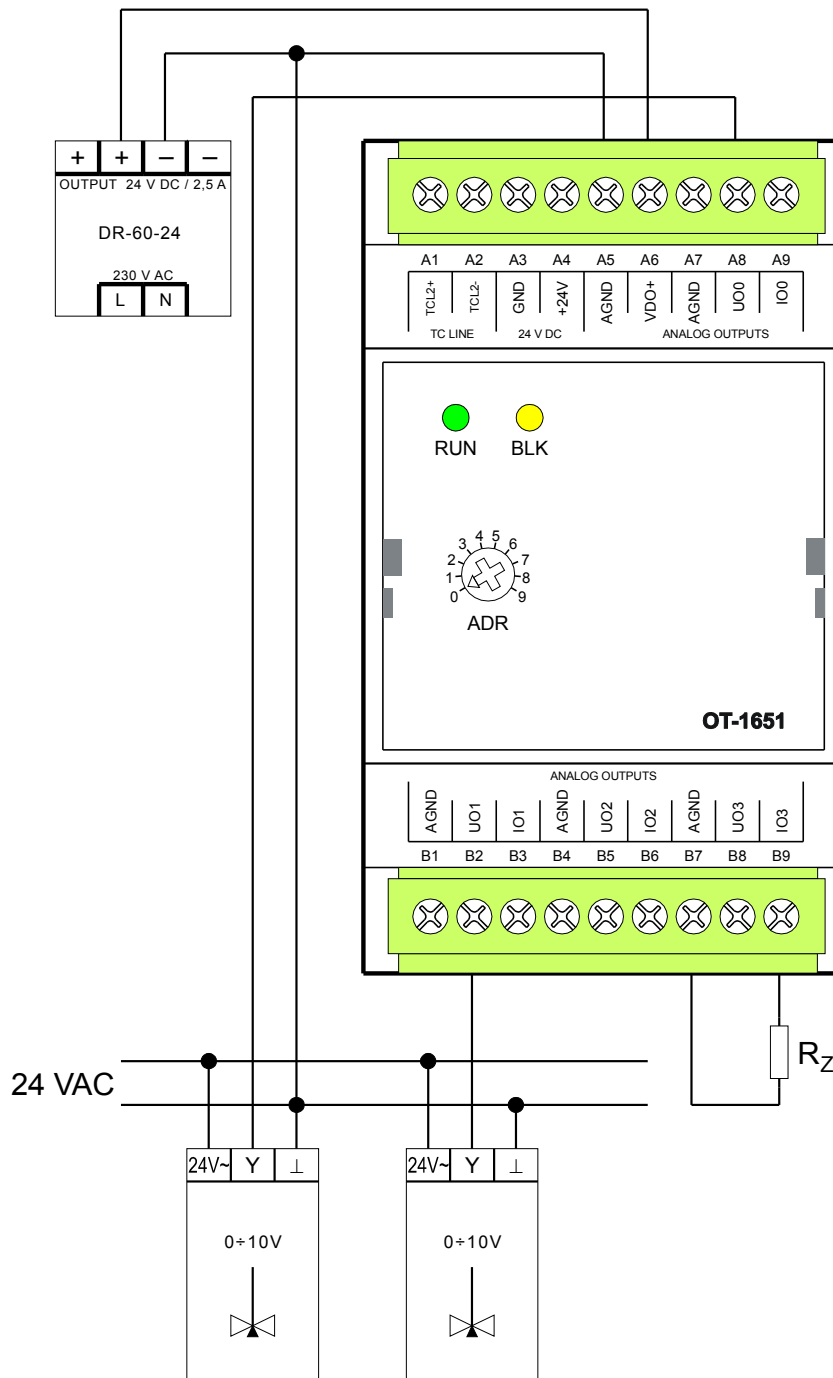 + + – –
OUTPUT 24 V DC / 2,5 A
DR-60-24
230 V AC
L N
A1 A2 A3 A4 A5 A6 A7 A8 A9
TCL2+ TCL2- GND +24V AGND VDO+ AGND UO0 IO0
TC LINE 24 V DC ANALOG OUTPUTS
RUN BLK
0 1 2 3 4 5 6 7 8 9
ADR
OT-1651
ANALOG OUTPUTS
AGND UO1 IO1 AGND UO2 IO2 AGND UO3 IO3
B1 B2 B3 B4 B5 B6 B7 B8 B9
RZ
24 VAC
24V~ Y ⊥ 24V~ Y ⊥
0÷10V 0÷10V